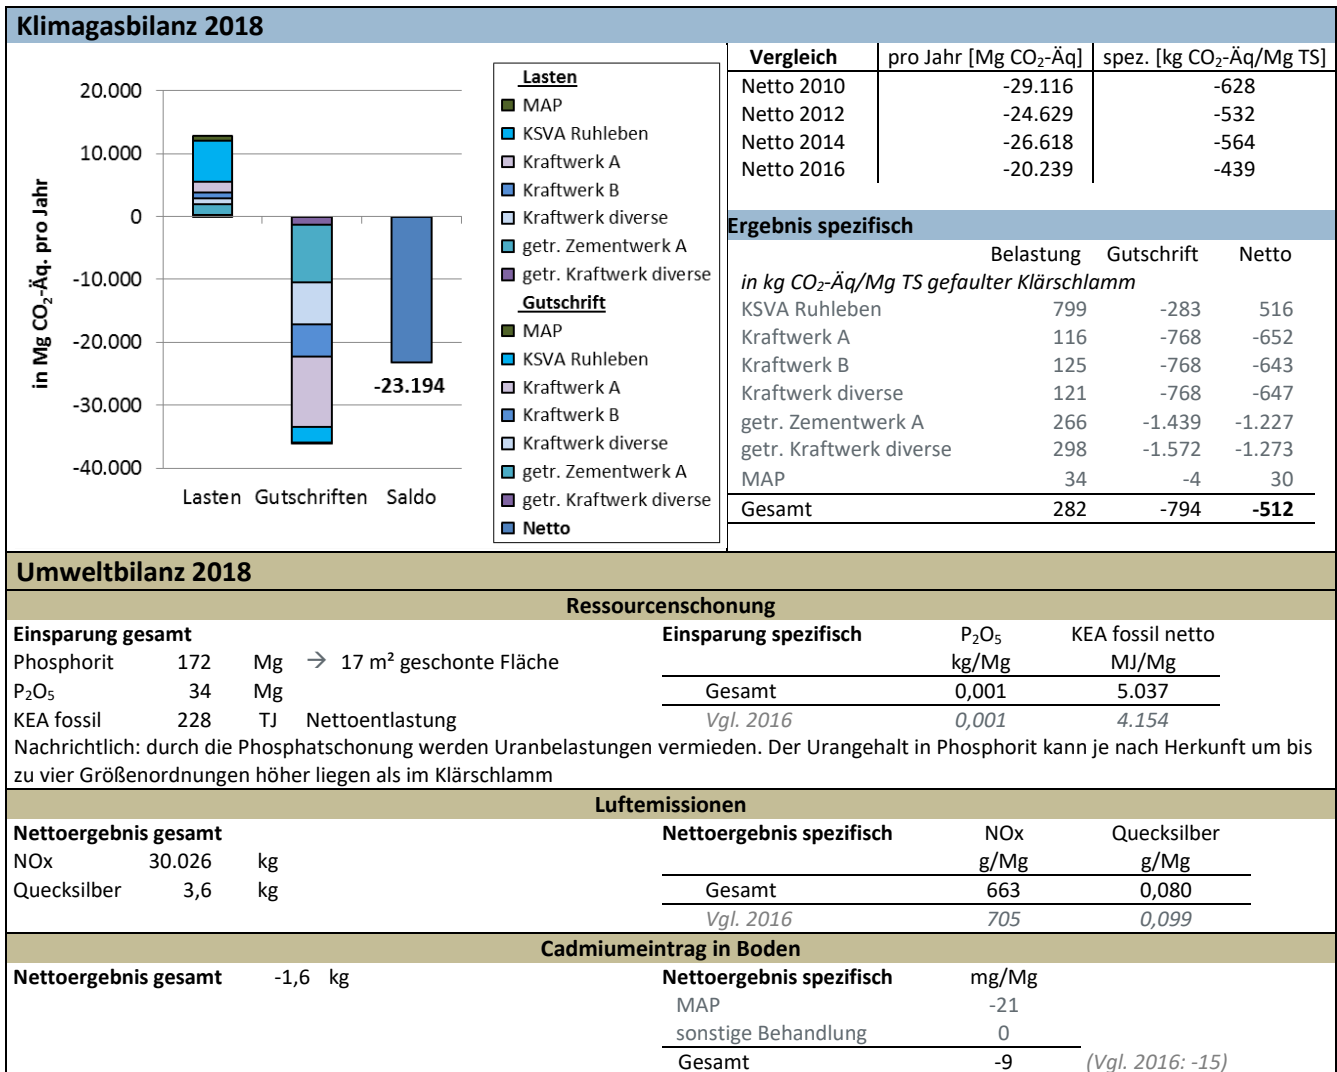 Klimagasbilanz 2018
in Mg CO₂-Äq. pro Jahr
20.000
10.000
0
-10.000
-20.000
-30.000
-40.000
-23.194
Lasten Gutschriften Saldo
Lasten
MAP
KSVA Ruhleben
Kraftwerk A
Kraftwerk B
Kraftwerk diverse
getr. Zementwerk A
getr. Kraftwerk diverse
Gutschrift
MAP
KSVA Ruhleben
Kraftwerk A
Kraftwerk B
Kraftwerk diverse
getr. Zementwerk A
getr. Kraftwerk diverse
Netto
Vergleich pro Jahr [Mg CO₂-Äq] spez. [kg CO₂-Äq/Mg TS]
Netto 2010 -29.116 -628
Netto 2012 -24.629 -532
Netto 2014 -26.618 -564
Netto 2016 -20.239 -439
Ergebnis spezifisch
Belastung Gutschrift Netto
in kg CO₂-Äq/Mg TS gefaulter Klärschlamm
KSVA Ruhleben 799 -283 516
Kraftwerk A 116 -768 -652
Kraftwerk B 125 -768 -643
Kraftwerk diverse 121 -768 -647
getr. Zementwerk A 266 -1.439 -1.227
getr. Kraftwerk diverse 298 -1.572 -1.273
MAP 34 -4 30
Gesamt 282 -794 -512
Umweltbilanz 2018
Ressourcenschonung
Einsparung gesamt Einsparung spezifisch P₂O₅ KEA fossil netto
Phosphorit 172 Mg → 17 m² geschonte Fläche kg/Mg MJ/Mg
P₂O₅ 34 Mg Gesamt 0,001 5.037
KEA fossil 228 TJ Nettoentlastung Vgl. 2016 0,001 4.154
Nachrichtlich: durch die Phosphatschonung werden Uranbelastungen vermieden. Der Urangehalt in Phosphorit kann je nach Herkunft um bis
zu vier Größenordnungen höher liegen als im Klärschlamm
Luftemissionen
Nettoergebnis gesamt Nettoergebnis spezifisch NOx Quecksilber
NOx 30.026 kg g/Mg g/Mg
Quecksilber 3,6 kg Gesamt 663 0,080
Vgl. 2016 705 0,099
Cadmiumeintrag in Boden
Nettoergebnis gesamt -1,6 kg Nettoergebnis spezifisch mg/Mg
MAP -21
sonstige Behandlung 0
Gesamt -9 (Vgl. 2016: -15)